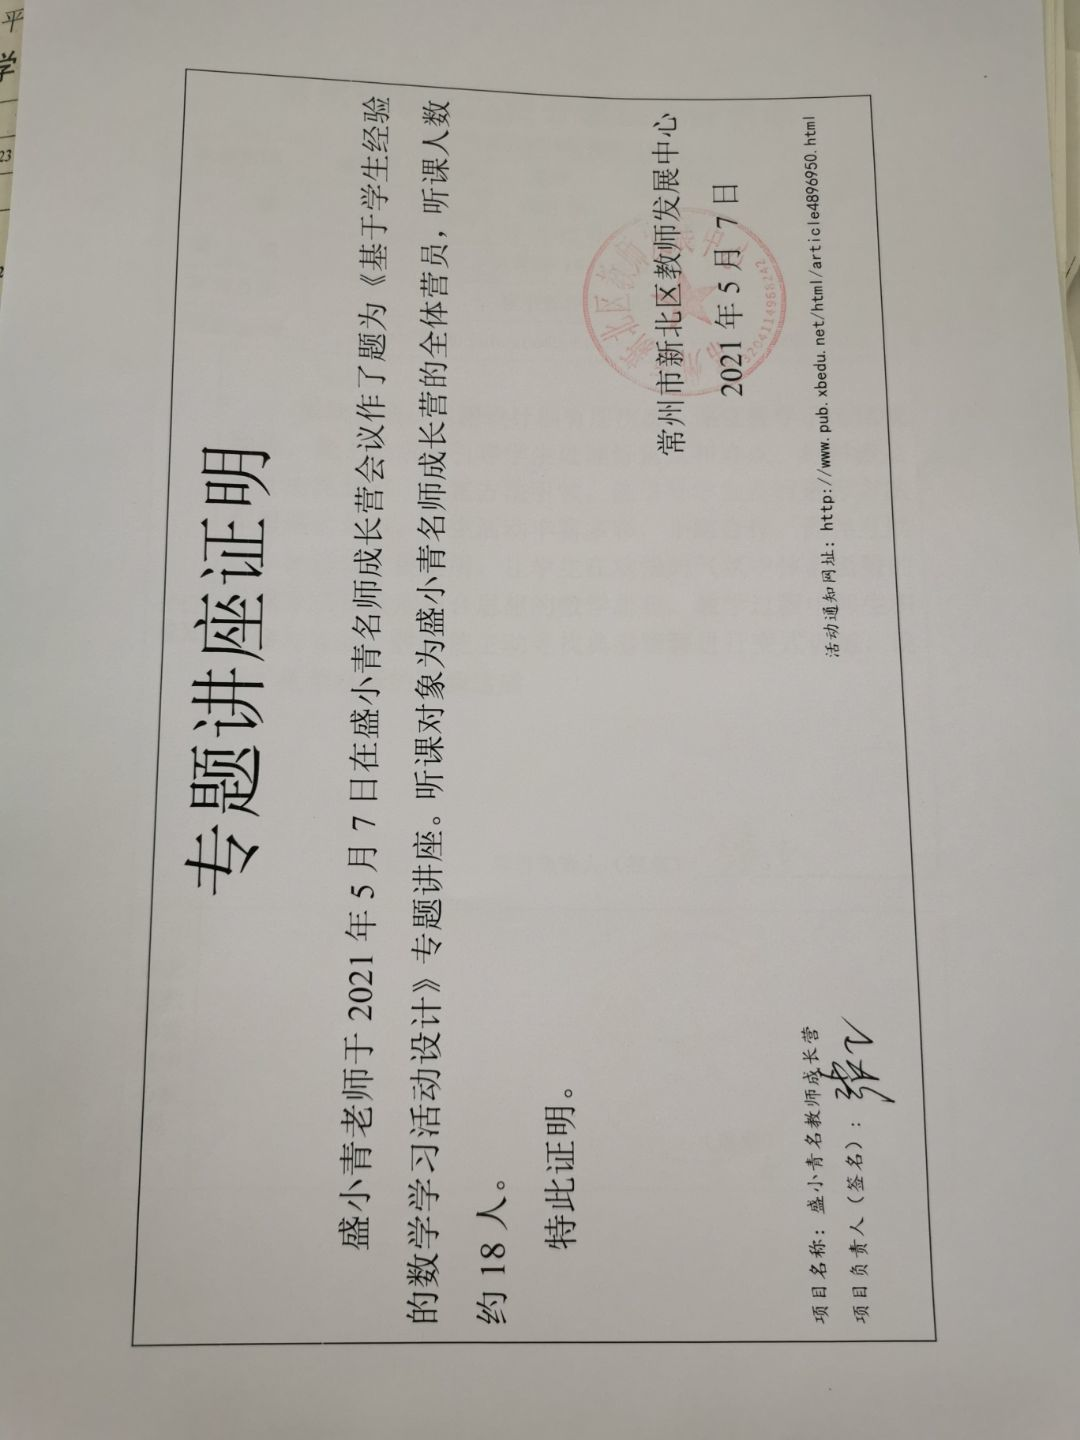 专题讲座证明
盛小青老师于 2021 年 5 月 7 日在盛小青名师成长营会议作了题为《基于学生经验
的数学学习活动设计》专题讲座。听课对象为盛小青名师成长营的全体营员，听课人数
约 18 人。
特此证明。
常州市新北区教师发展中心
2021 年 5 月 7 日
3204114968242
活动通知网址：http://www.pub.xbedu.net/html/article4896950.html
项目名称：盛小青名教师成长营
项目负责人（签名）：